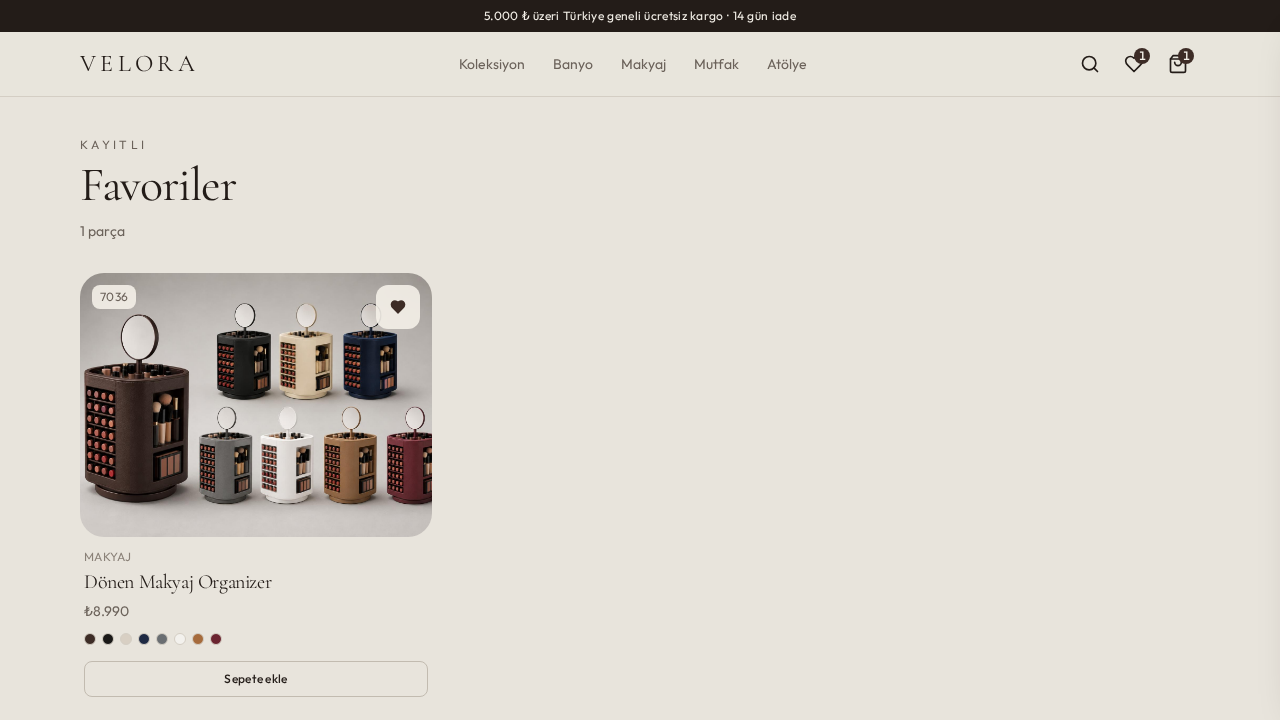 5.000 ₺ üzeri Türkiye geneli ücretsiz kargo · 14 gün iade
VELORA
Koleksiyon Banyo Makyaj Mutfak Atölye
1 1
KAYITLI
Favoriler
1 parça
7036
MAKYAJ
Dönen Makyaj Organizer
₺8.990
Sepete ekle